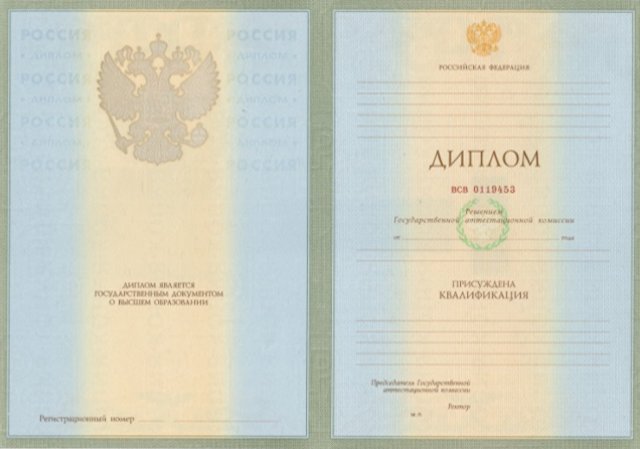 РОССИЯ РОССИЯ
• ДИПЛОМ • • ДИПЛОМ •
РОССИЯ РОССИЯ
• ДИПЛОМ • • ДИПЛОМ •
РОССИЯ РОССИЯ
• ДИПЛОМ • • ДИПЛОМ •
РОССИЯ РОССИЯ
ДИПЛОМ ЯВЛЯЕТСЯ
ГОСУДАРСТВЕННЫМ ДОКУМЕНТОМ
О ВЫСШЕМ ОБРАЗОВАНИИ
Регистрационный номер
РОССИЙСКАЯ ФЕДЕРАЦИЯ
ДИПЛОМ
ВСВ 0119453
Решением
Государственной аттестационной комиссии
от года
ПРИСУЖДЕНА
КВАЛИФИКАЦИЯ
Председатель Государственной
аттестационной комиссии
Ректор
М.П.